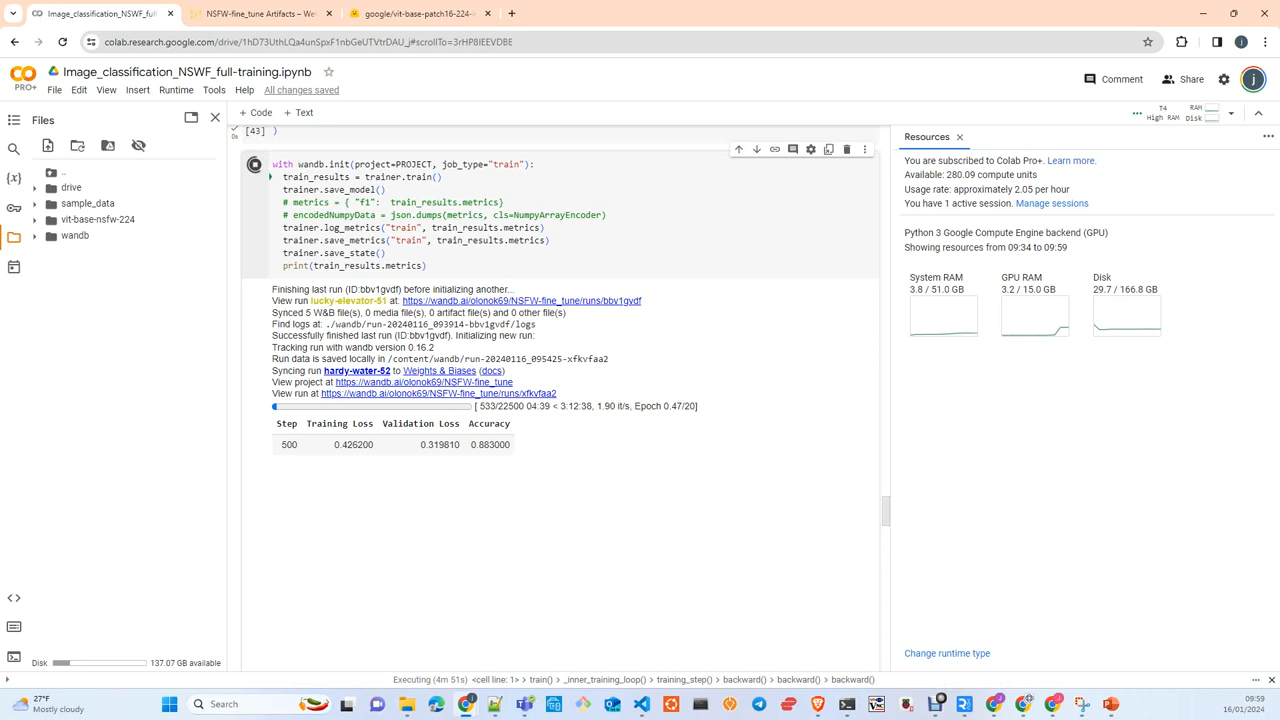 Image_classification_NSWF_full-
NSFW-fine_tune Artifacts – We
google/vit-base-patch16-224-
colab.research.google.com/drive/1hD73UthLQa4unSpxF1nbGeUTVtrDAU_j#scrollTo=3rHP8IEEVDBE
CO
PRO+
Image_classification_NSWF_full-training.ipynb
File Edit View Insert Runtime Tools Help All changes saved
Comment Share j
Files
+ Code + Text
T4
High RAM
RAM
Disk
..
drive
sample_data
vit-base-nsfw-224
wandb
[43] )
0s
with wandb.init(project=PROJECT, job_type="train"):
train_results = trainer.train()
trainer.save_model()
# metrics = { "f1": train_results.metrics}
# encodedNumpyData = json.dumps(metrics, cls=NumpyArrayEncoder)
trainer.log_metrics("train", train_results.metrics)
trainer.save_metrics("train", train_results.metrics)
trainer.save_state()
print(train_results.metrics)
Finishing last run (ID:bbv1gvdf) before initializing another...
View run lucky-elevator-51 at: https://wandb.ai/olonok69/NSFW-fine_tune/runs/bbv1gvdf
Synced 5 W&B file(s), 0 media file(s), 0 artifact file(s) and 0 other file(s)
Find logs at: ./wandb/run-20240116_093914-bbv1gvdf/logs
Successfully finished last run (ID:bbv1gvdf). Initializing new run:
Tracking run with wandb version 0.16.2
Run data is saved locally in /content/wandb/run-20240116_095425-xfkvfaa2
Syncing run hardy-water-52 to Weights & Biases (docs)
View project at https://wandb.ai/olonok69/NSFW-fine_tune
View run at https://wandb.ai/olonok69/NSFW-fine_tune/runs/xfkvfaa2
[ 533/22500 04:39 < 3:12:38, 1.90 it/s, Epoch 0.47/20]
Step Training Loss Validation Loss Accuracy
500 0.426200 0.319810 0.883000
Resources
You are subscribed to Colab Pro+. Learn more.
Available: 280.09 compute units
Usage rate: approximately 2.05 per hour
You have 1 active session. Manage sessions
Python 3 Google Compute Engine backend (GPU)
Showing resources from 09:34 to 09:59
System RAM
3.8 / 51.0 GB
GPU RAM
3.2 / 15.0 GB
Disk
29.7 / 166.8 GB
Change runtime type
Disk 137.07 GB available
Executing (4m 51s) <cell line: 1> train() _inner_training_loop() training_step() backward() backward() backward()
27°F
Mostly cloudy
Search
09:59
16/01/2024